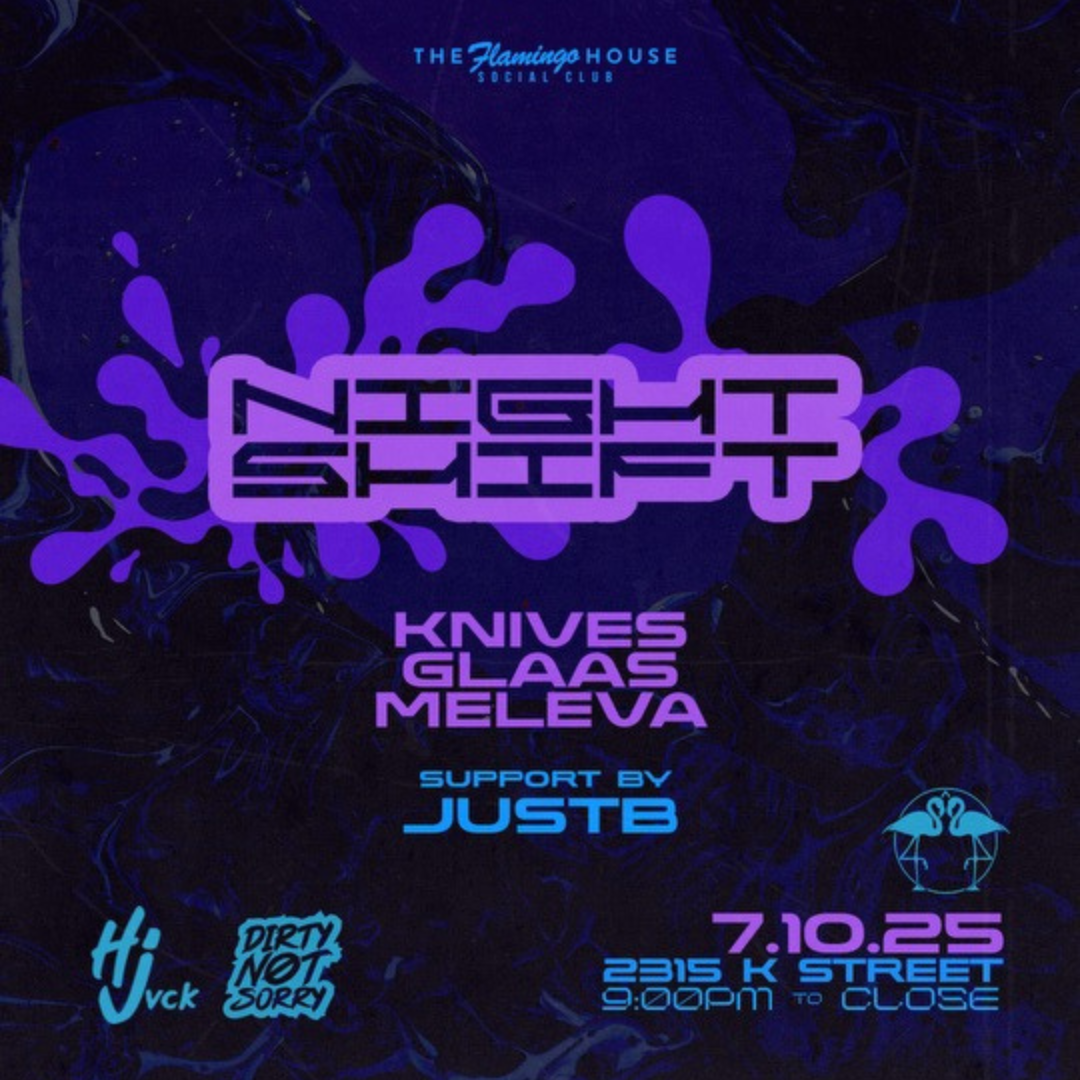 THE Flamingo HOUSE
SOCIAL CLUB
NIGHT
SHIFT
KNIVES
GLAAS
MELEVA
SUPPORT BY
JUSTB
HiJvck
DIRTY
NØT
SORRY
7.10.25
2315 K STREET
9:00PM TO CLOSE